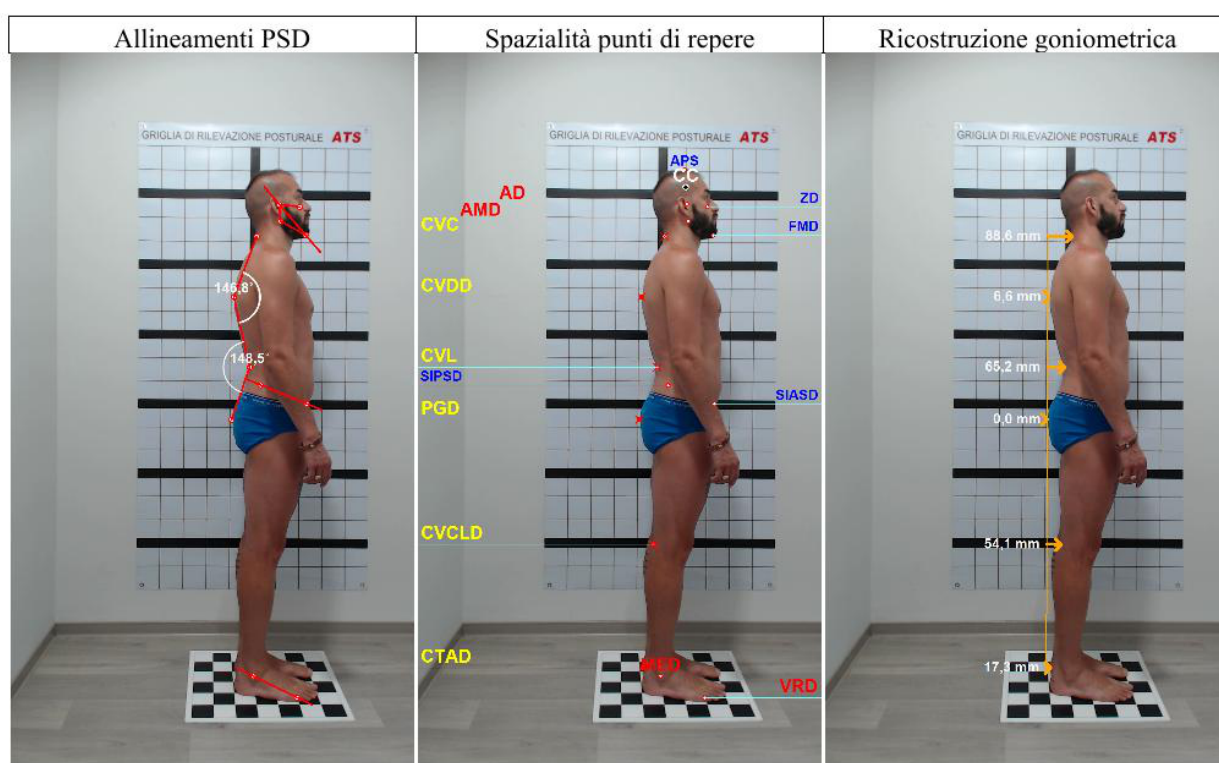 Allineamenti PSD
Spazialità punti di repere
Ricostruzione goniometrica
GRIGLIA DI RILEVAZIONE POSTURALE ATS
146,8°
148,5°
GRIGLIA DI RILEVAZIONE POSTURALE ATS
APS
CC
AD
ZD
AMD
CVC
FMD
CVDD
CVL
SIPSD
SIASD
PGD
CVCLD
CTAD
MED
VRD
GRIGLIA DI RILEVAZIONE POSTURALE ATS
88,6 mm
6,6 mm
65,2 mm
0,0 mm
54,1 mm
17,3 mm